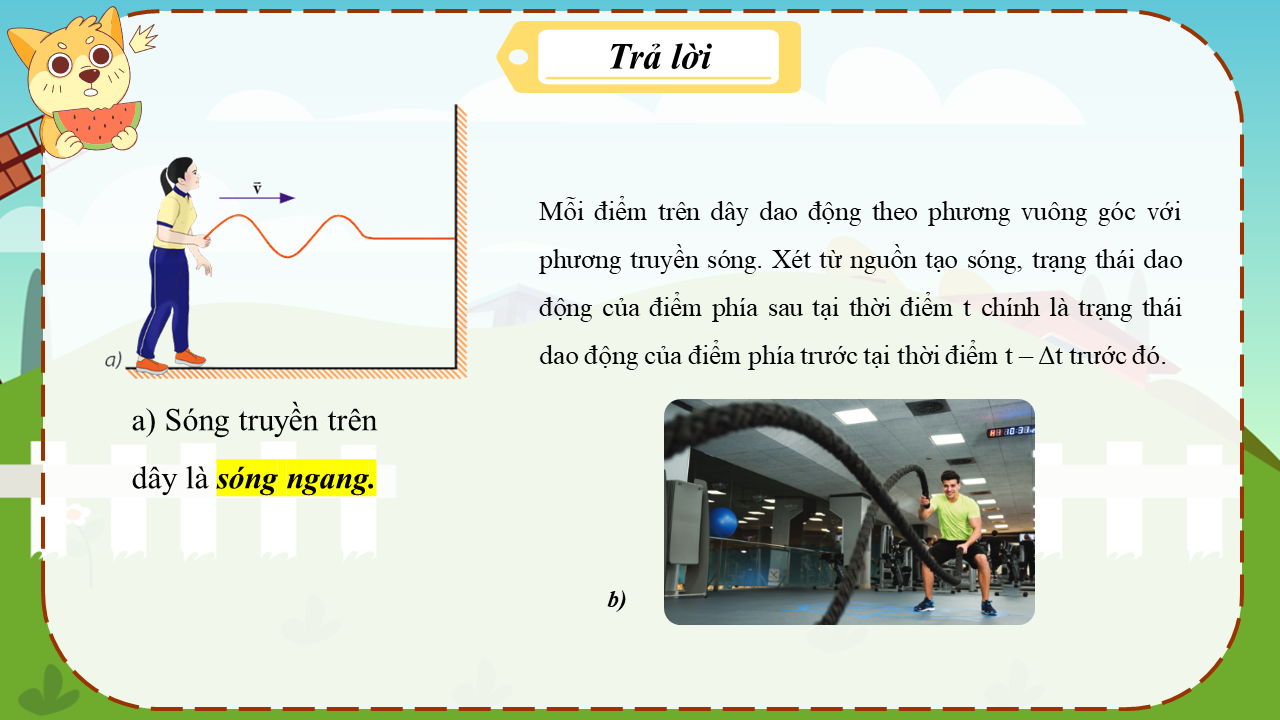 Trả lời
v
a)
Mỗi điểm trên dây dao động theo phương vuông góc với
phương truyền sóng. Xét từ nguồn tạo sóng, trạng thái dao
động của điểm phía sau tại thời điểm t chính là trạng thái
dao động của điểm phía trước tại thời điểm t – Δt trước đó.
a) Sóng truyền trên
dây là sóng ngang.
b)